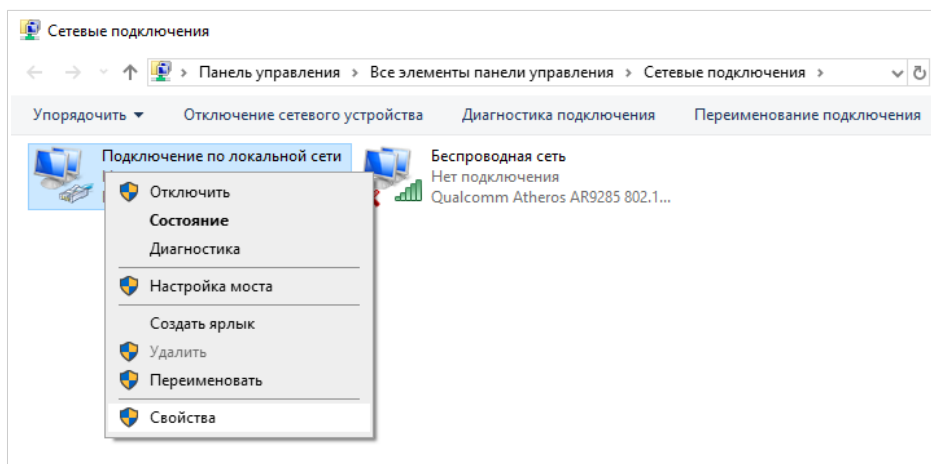 Сетевые подключения
Панель управления › Все элементы панели управления › Сетевые подключения ›
Упорядочить Отключение сетевого устройства Диагностика подключения Переименование подключения
Подключение по локальной сети
Беспроводная сеть
Нет подключения
Qualcomm Atheros AR9285 802.1...
Отключить
Состояние
Диагностика
Настройка моста
Создать ярлык
Удалить
Переименовать
Свойства